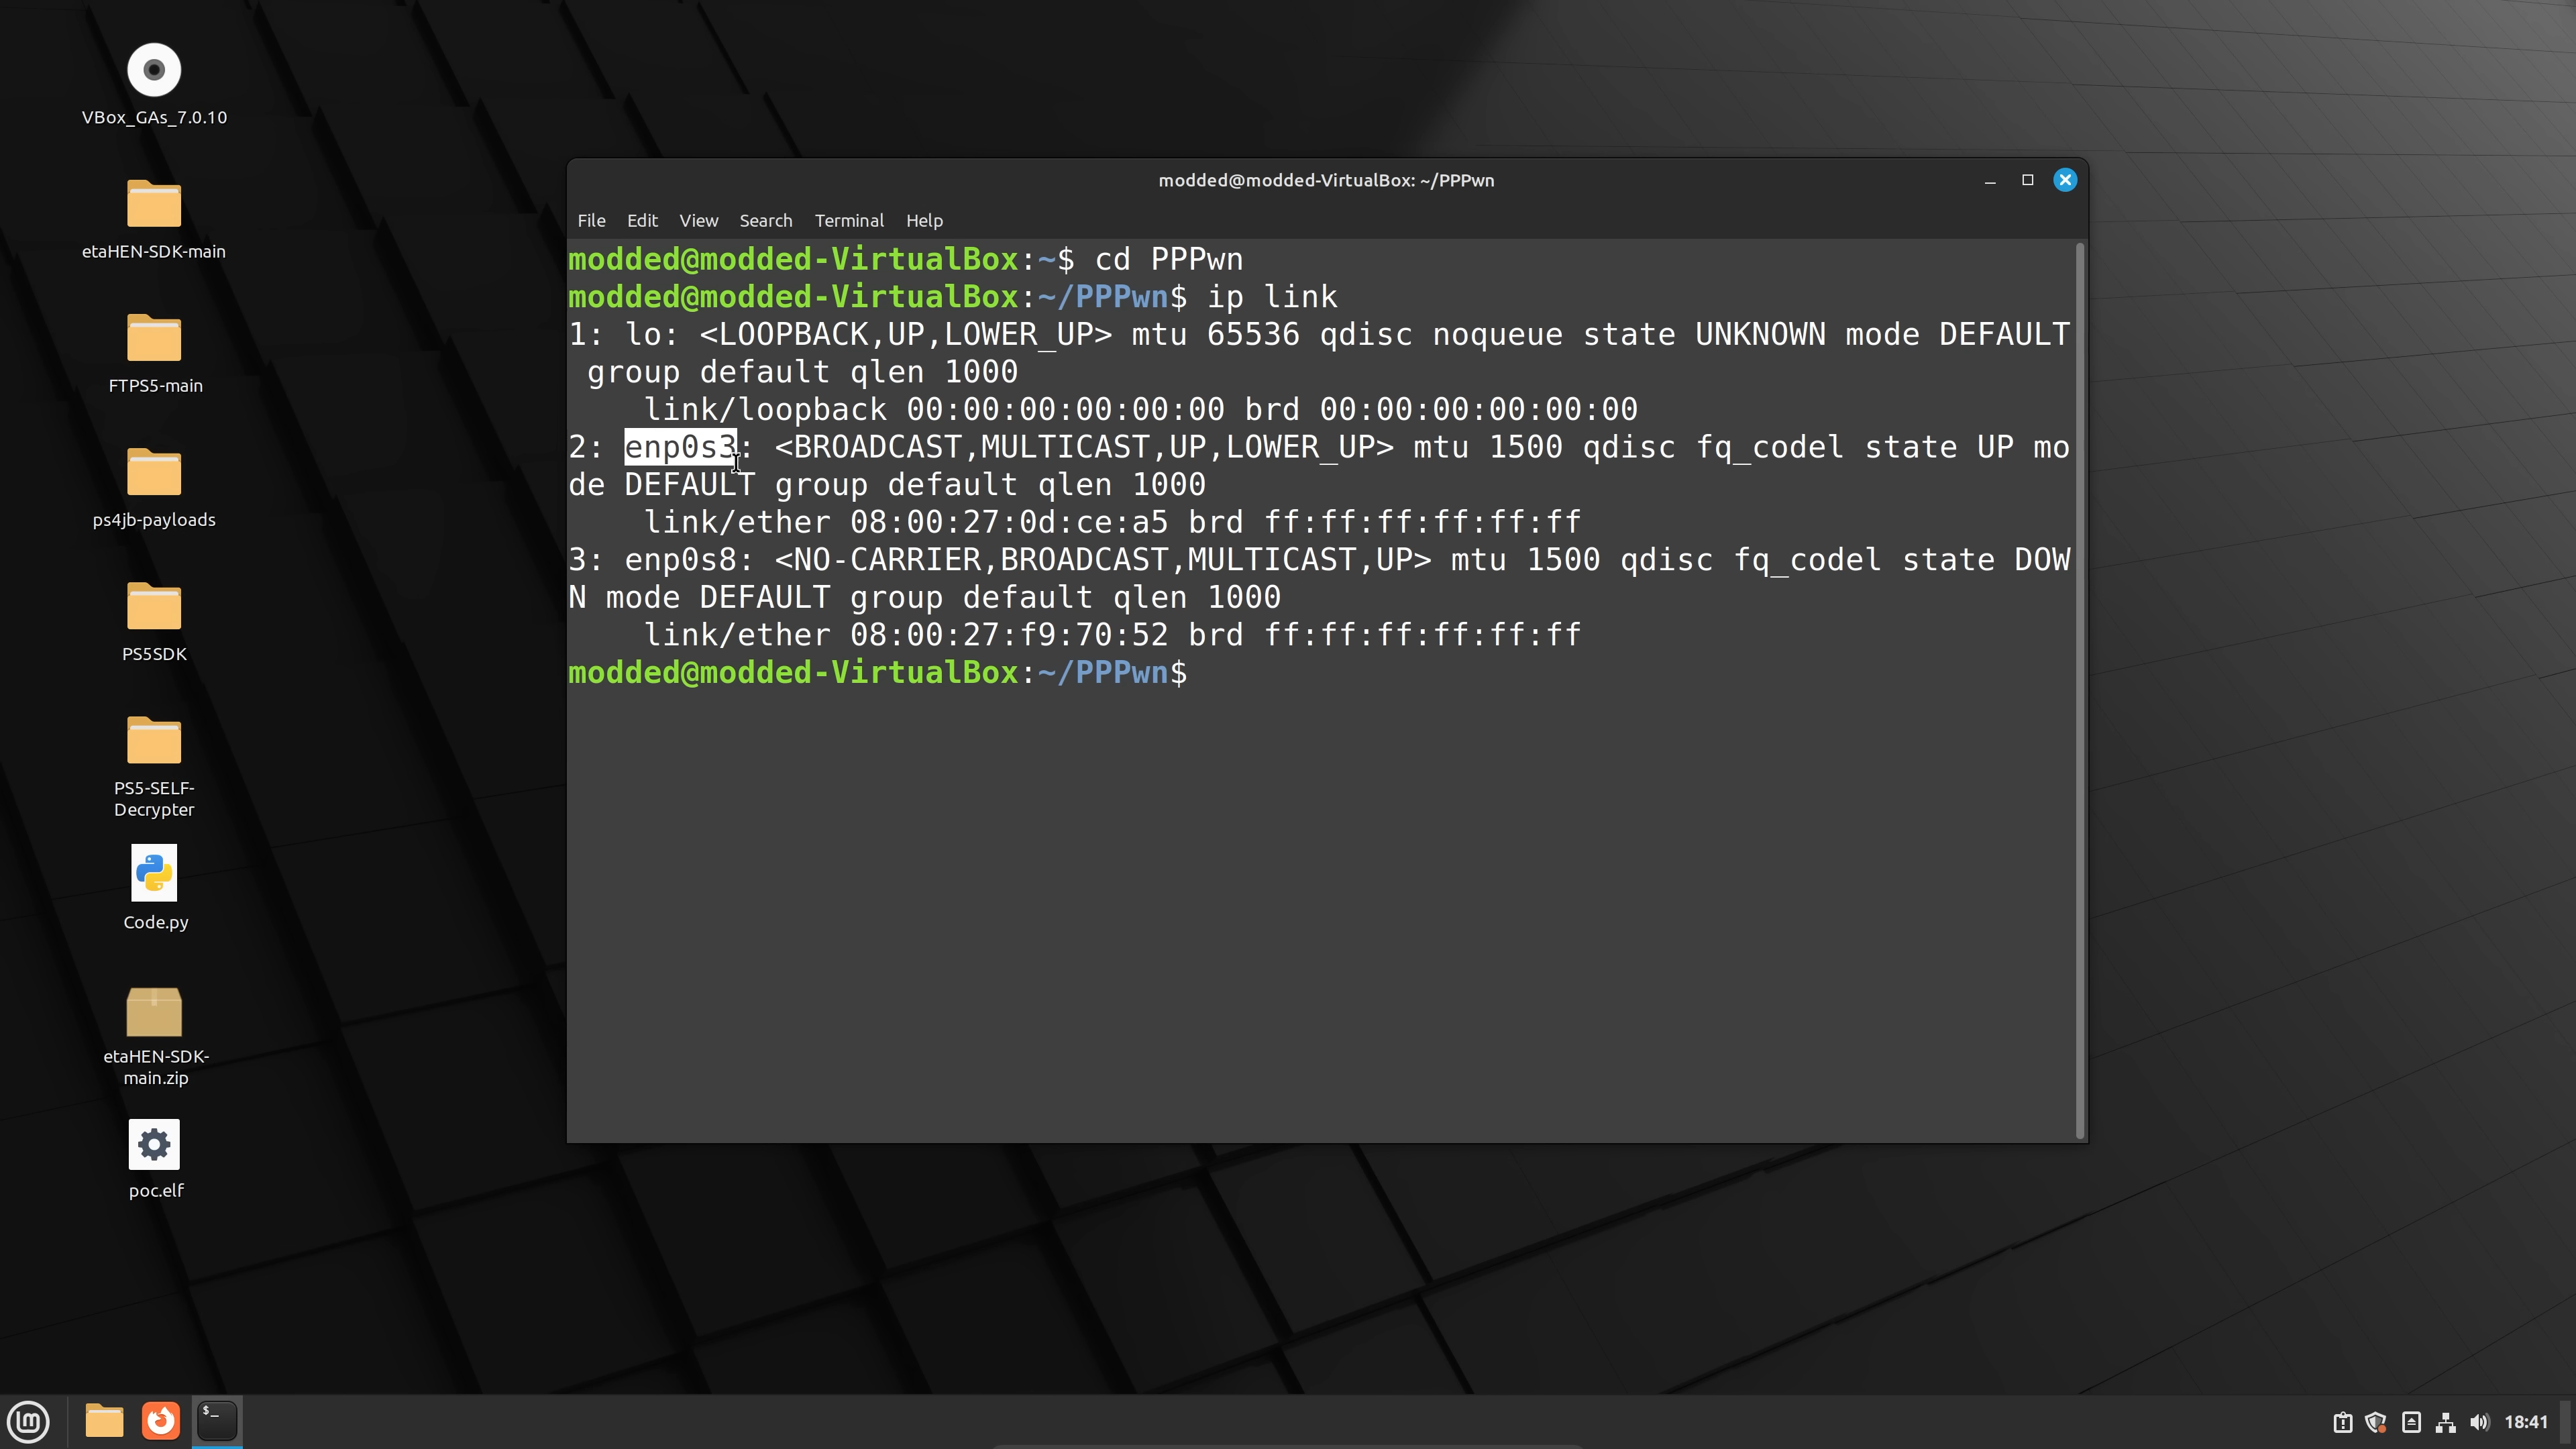 VBox_GAs_7.0.10
etaHEN-SDK-main
FTPS5-main
ps4jb-payloads
PS5SDK
PS5-SELF-
Decrypter
Code.py
etaHEN-SDK-
main.zip
poc.elf
modded@modded-VirtualBox: ~/PPPwn
File Edit View Search Terminal Help
modded@modded-VirtualBox:~$ cd PPPwn
modded@modded-VirtualBox:~/PPPwn$ ip link
1: lo: <LOOPBACK,UP,LOWER_UP> mtu 65536 qdisc noqueue state UNKNOWN mode DEFAULT
 group default qlen 1000
    link/loopback 00:00:00:00:00:00 brd 00:00:00:00:00:00
2: enp0s3: <BROADCAST,MULTICAST,UP,LOWER_UP> mtu 1500 qdisc fq_codel state UP mo
de DEFAULT group default qlen 1000
    link/ether 08:00:27:0d:ce:a5 brd ff:ff:ff:ff:ff:ff
3: enp0s8: <NO-CARRIER,BROADCAST,MULTICAST,UP> mtu 1500 qdisc fq_codel state DOW
N mode DEFAULT group default qlen 1000
    link/ether 08:00:27:f9:70:52 brd ff:ff:ff:ff:ff:ff
modded@modded-VirtualBox:~/PPPwn$
$_
18:41